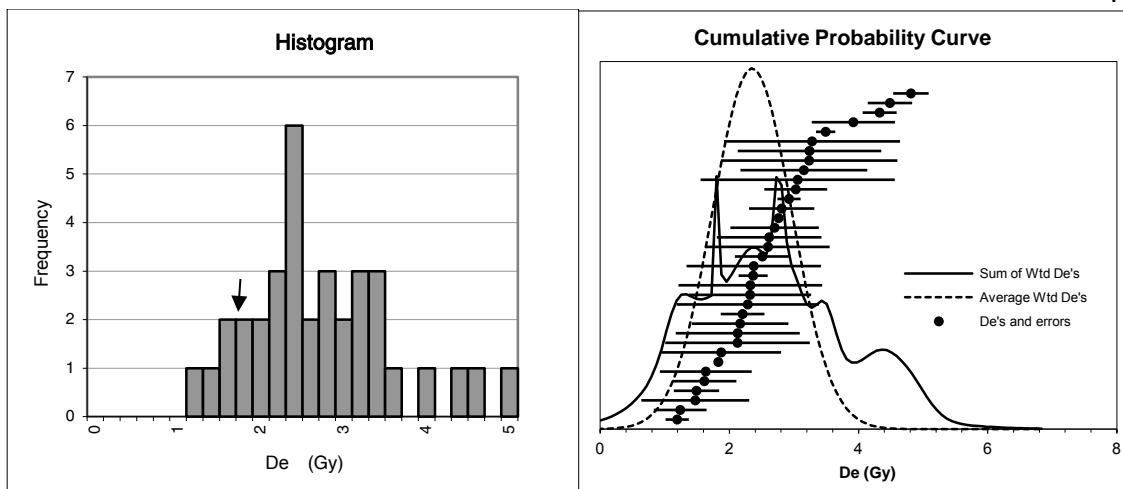 Histogram
7
6
5
4
3
2
1
0
Frequency
0 1 2 3 4 5
De (Gy)
Cumulative Probability Curve
Sum of Wtd De's
Average Wtd De's
De's and errors
0 2 4 6 8
De (Gy)